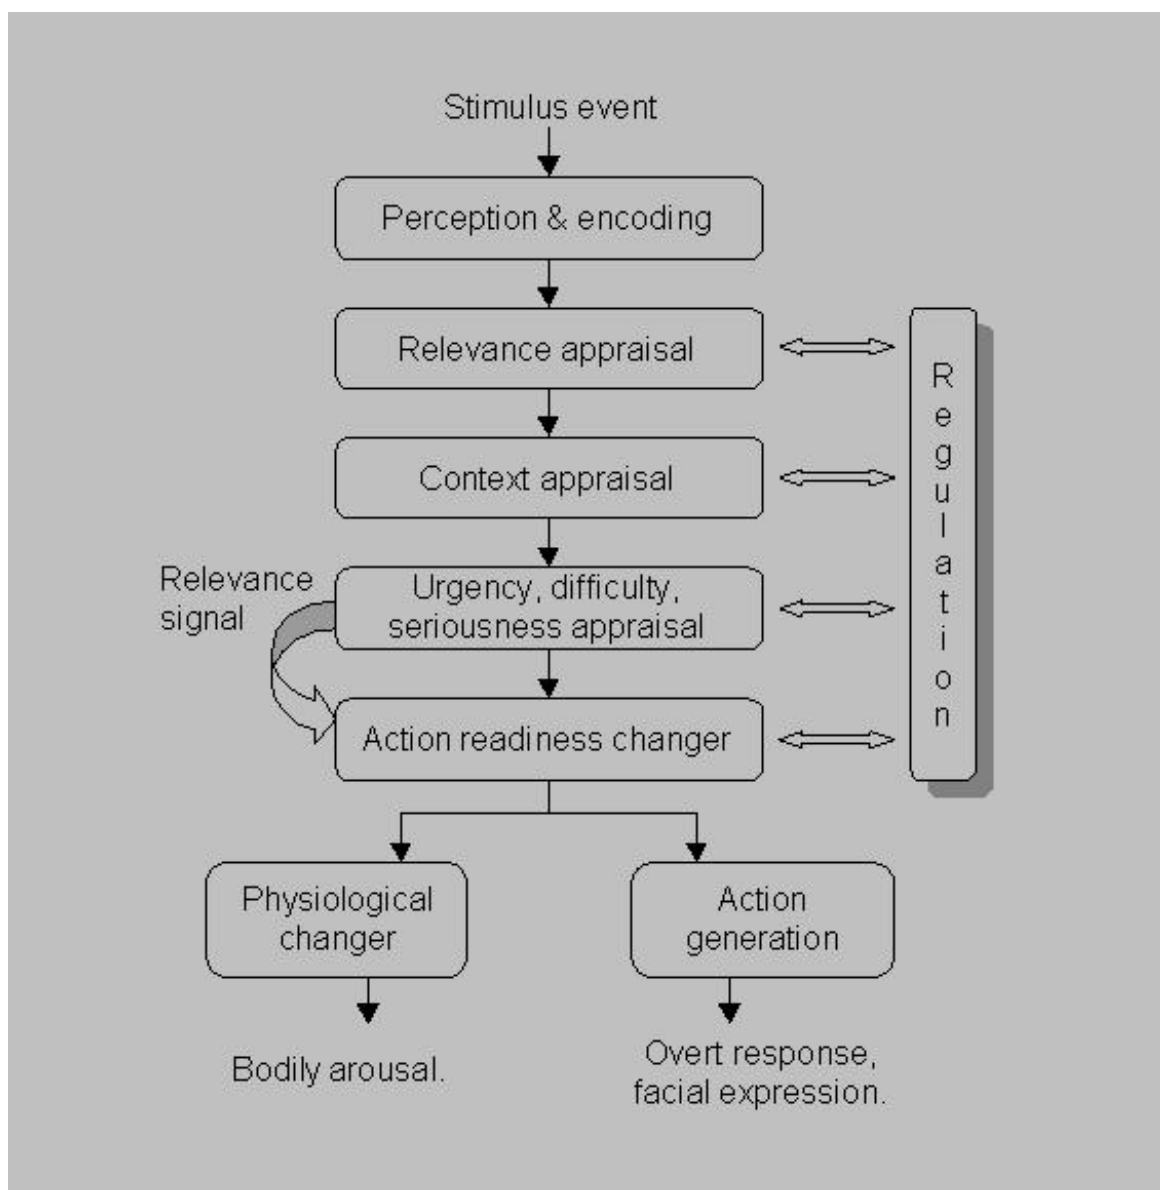 Stimulus event
Perception & encoding
Relevance appraisal
Context appraisal
Relevance
signal
Urgency, difficulty,
seriousness appraisal
Action readiness changer
Regulation
Physiological
changer
Action
generation
Bodily arousal.
Overt response,
facial expression.